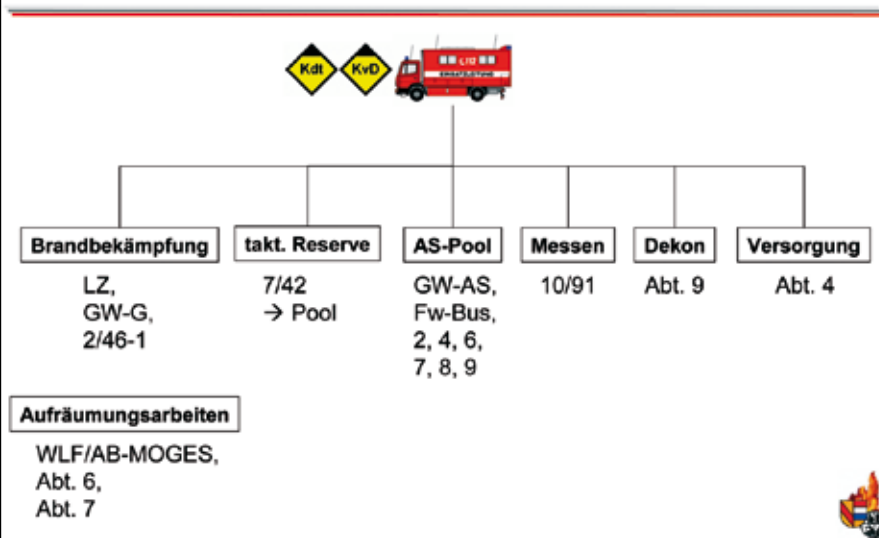 Kdt
KvD
EINSATZLEITUNG
Brandbekämpfung
LZ,
GW-G,
2/46-1
takt. Reserve
7/42
→ Pool
AS-Pool
GW-AS,
Fw-Bus,
2, 4, 6,
7, 8, 9
Messen
10/91
Dekon
Abt. 9
Versorgung
Abt. 4
Aufräumungsarbeiten
WLF/AB-MOGES,
Abt. 6,
Abt. 7